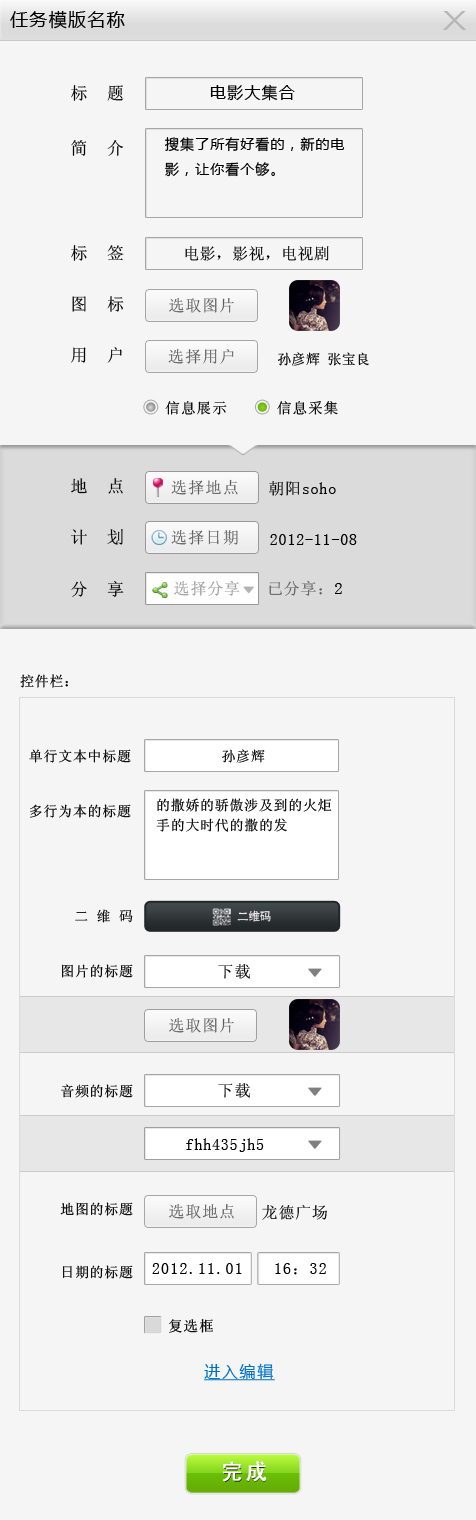 任务模版名称
标 题 电影大集合
简 介 搜集了所有好看的，新的电
影，让你看个够。
标 签 电影，影视，电视剧
图 标 选取图片
用 户 选择用户 孙彦辉 张宝良
信息展示 信息采集
地 点 选择地点 朝阳soho
计 划 选择日期 2012-11-08
分 享 选择分享 已分享：2
控件栏：
单行文本中标题 孙彦辉
多行为本的标题 的撒娇的骄傲涉及到的火炬
手的大时代的撒的发
二 维 码 二维码
图片的标题 下载
选取图片
音频的标题 下载
fhh435jh5
地图的标题 选取地点 龙德广场
日期的标题 2012.11.01 16：32
复选框
进入编辑
完成